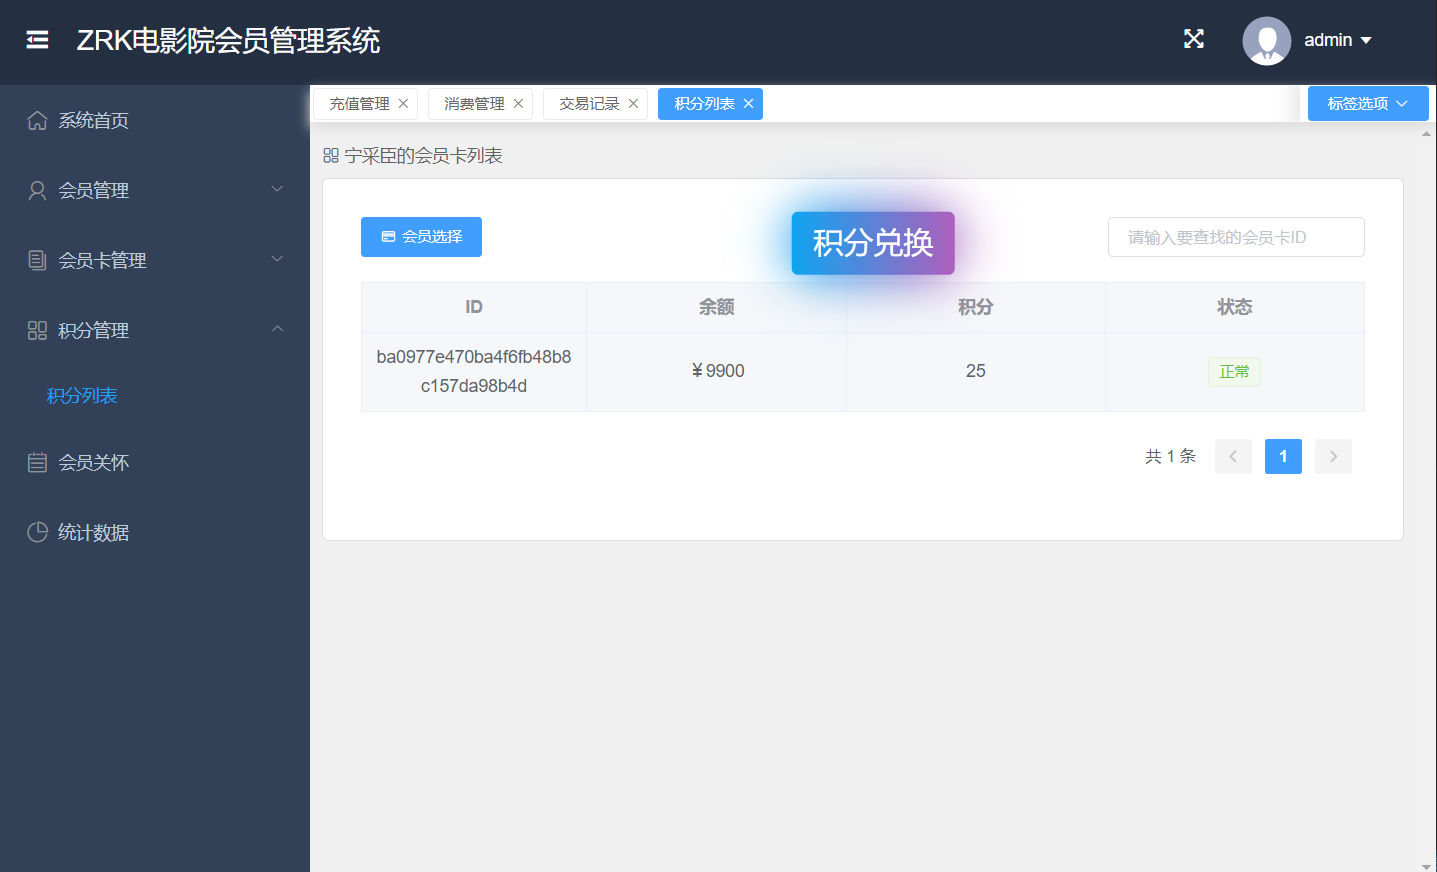 ZRK电影院会员管理系统
admin
系统首页
会员管理
会员卡管理
积分管理
积分列表
会员关怀
统计数据
充值管理
消费管理
交易记录
积分列表
标签选项
宁采臣的会员卡列表
会员选择
积分兑换
请输入要查找的会员卡ID
ID 余额 积分 状态
ba0977e470ba4f6fb48b8
c157da98b4d
¥9900
25
正常
共 1 条
1